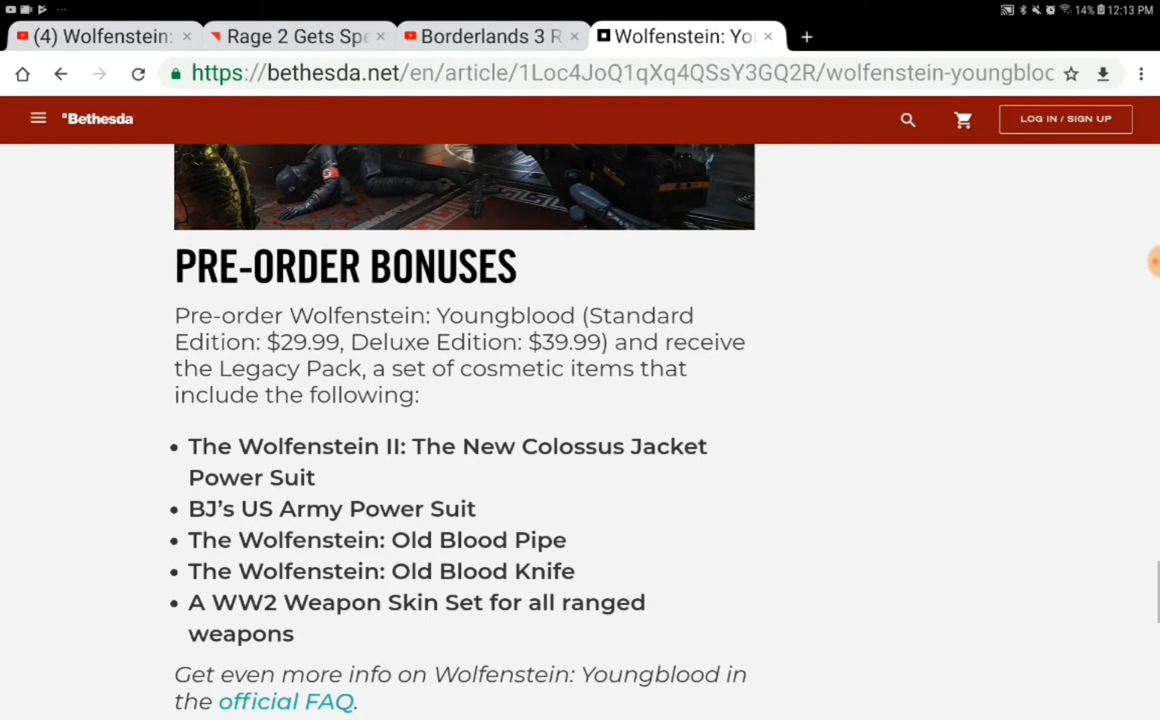 14% 12:13 PM
(4) Wolfenstein: × Rage 2 Gets Spe × Borderlands 3 R × Wolfenstein: Yo × +
https://bethesda.net/en/article/1Loc4JoQ1qXq4QSsY3GQ2R/wolfenstein-youngbloc
Bethesda LOG IN / SIGN UP
PRE-ORDER BONUSES
Pre-order Wolfenstein: Youngblood (Standard
Edition: $29.99, Deluxe Edition: $39.99) and receive
the Legacy Pack, a set of cosmetic items that
include the following:
• The Wolfenstein II: The New Colossus Jacket
Power Suit
• BJ's US Army Power Suit
• The Wolfenstein: Old Blood Pipe
• The Wolfenstein: Old Blood Knife
• A WW2 Weapon Skin Set for all ranged
weapons
Get even more info on Wolfenstein: Youngblood in
the official FAQ.